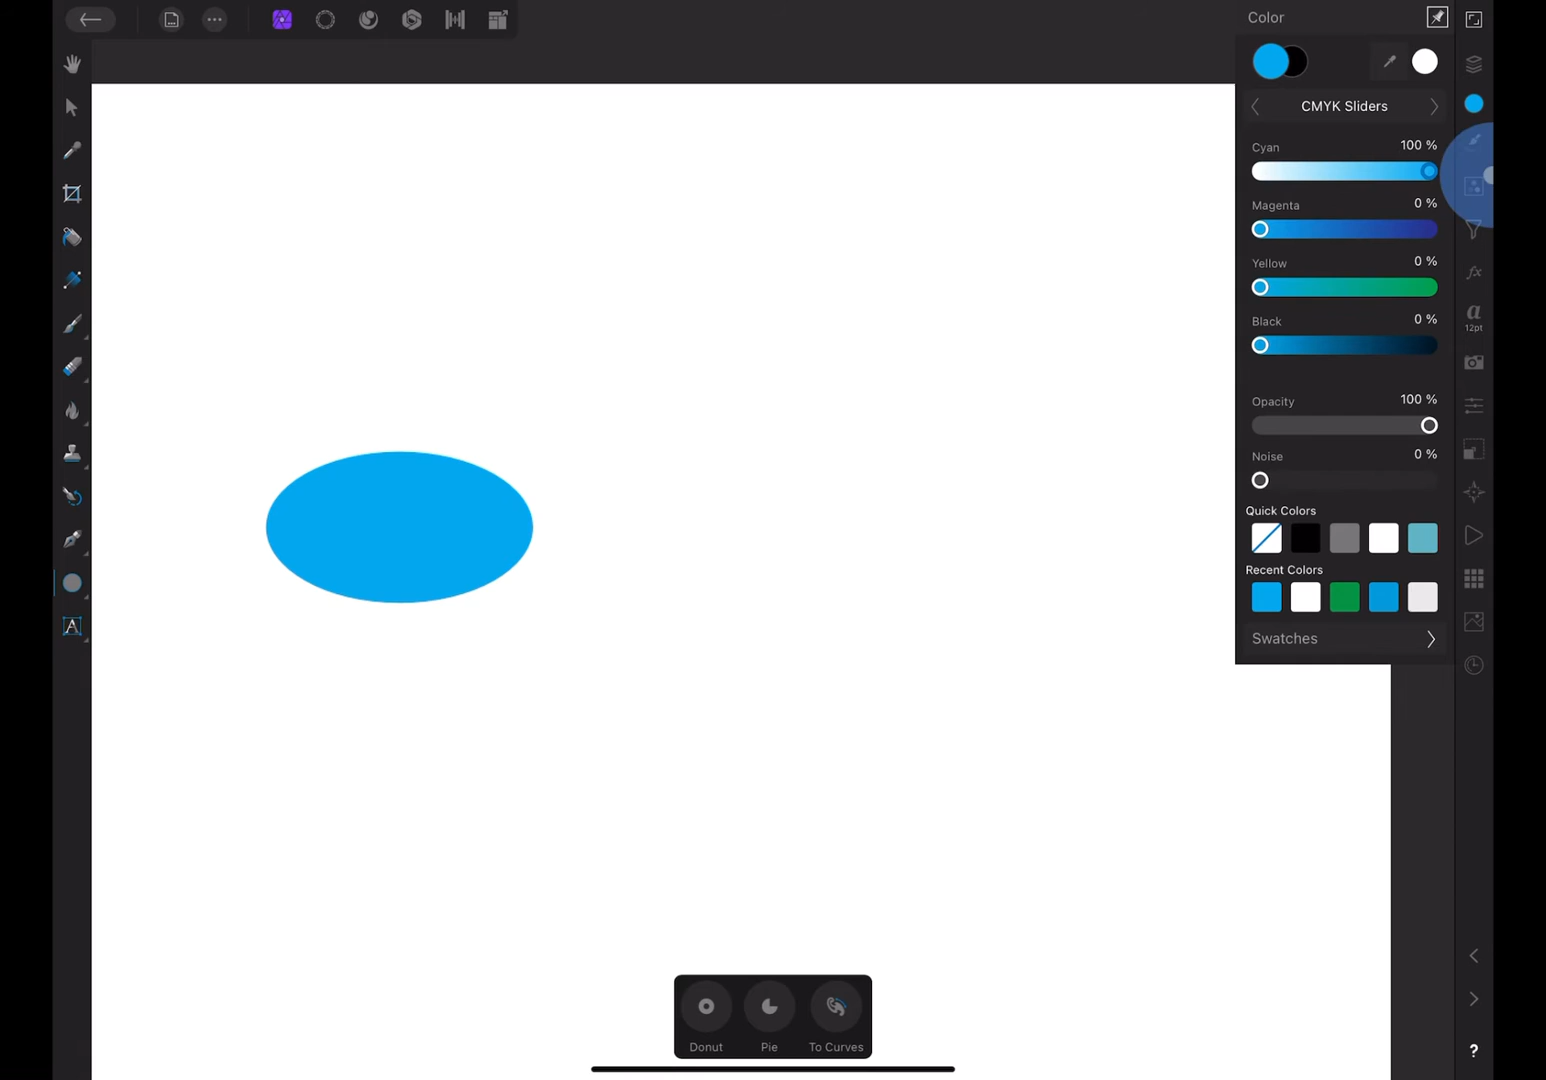 Color
CMYK Sliders
Cyan 100 %
Magenta 0 %
Yellow 0 %
Black 0 %
Opacity 100 %
Noise 0 %
Quick Colors
Recent Colors
Swatches
fx
a
12pt
A
Donut Pie To Curves
?